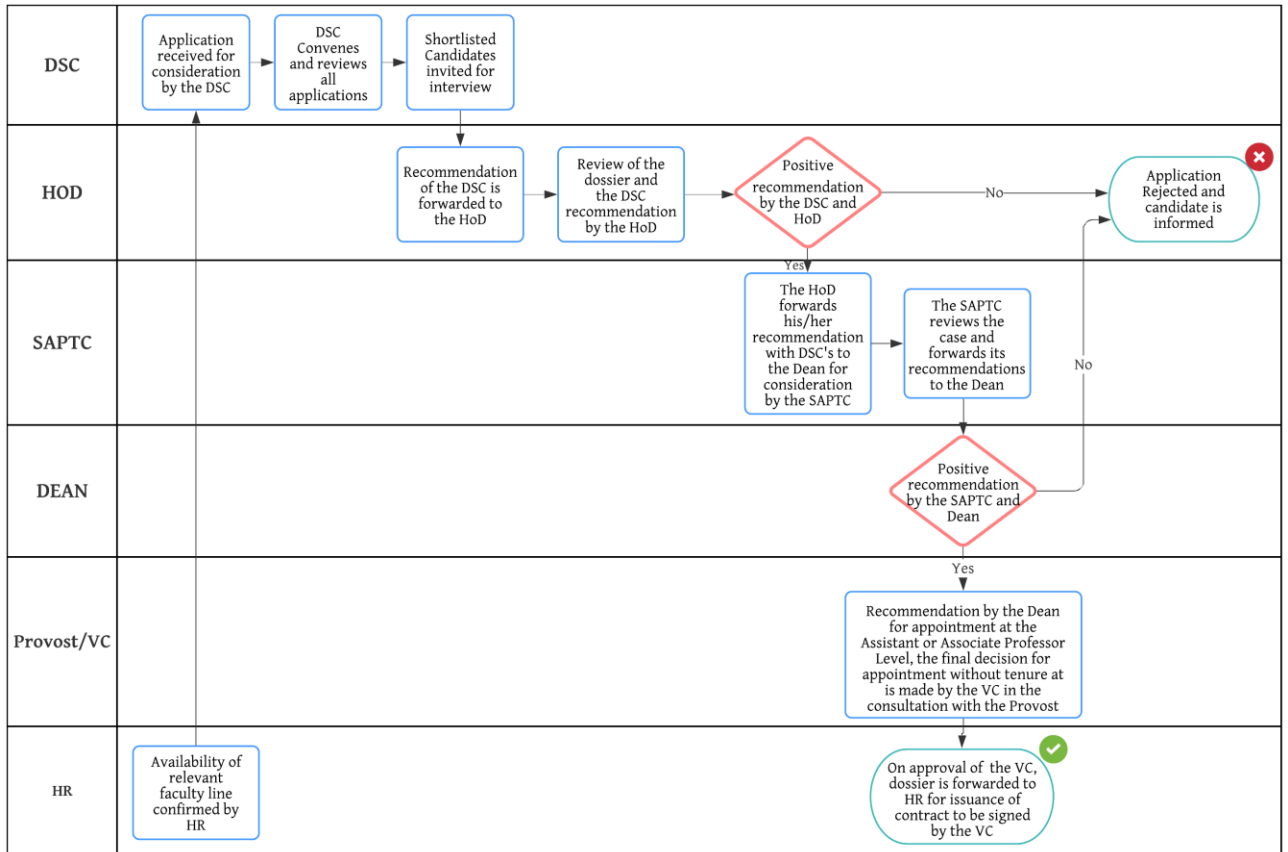 DSC
Application
received for
consideration
by the DSC
DSC
Convenes
and reviews
all
applications
Shortlisted
Candidates
invited for
interview
HOD
Recommendation
of the DSC is
forwarded to
the HoD
Review of the
dossier and
the DSC
recommendation
by the HoD
Positive
recommendation
by the DSC and
HoD
No
Application
Rejected and
candidate is
informed
Yes
SAPTC
The HoD
forwards
his/her
recommendation
with DSC's to
the Dean for
consideration
by the SAPTC
The SAPTC
reviews the
case and
forwards its
recommendations
to the Dean
No
DEAN
Positive
recommendation
by the SAPTC and
Dean
Yes
Provost/VC
Recommendation by the Dean
for appointment at the
Assistant or Associate Professor
Level, the final decision for
appointment without tenure at
is made by the VC in the
consultation with the Provost
HR
Availability of
relevant
faculty line
confirmed by
HR
On approval of the VC,
dossier is forwarded to
HR for issuance of
contract to be signed
by the VC